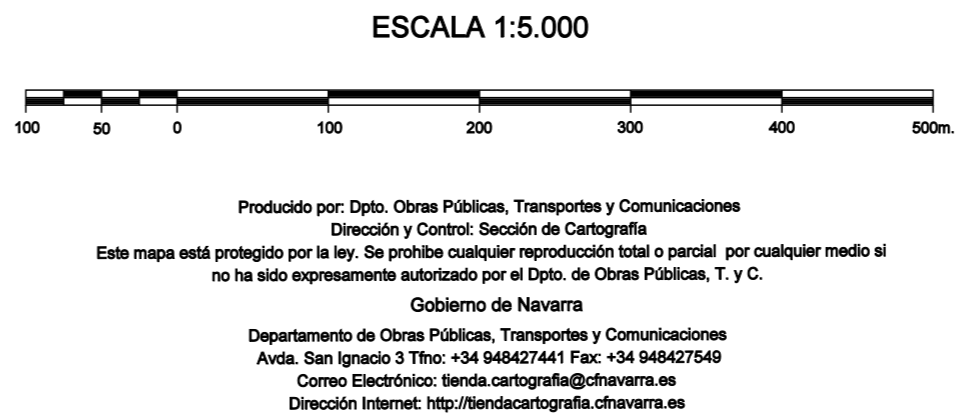 ESCALA 1:5.000
100 50 0 100 200 300 400 500m.
Producido por: Dpto. Obras Públicas, Transportes y Comunicaciones
Dirección y Control: Sección de Cartografía
Este mapa está protegido por la ley. Se prohibe cualquier reproducción total o parcial por cualquier medio si
no ha sido expresamente autorizado por el Dpto. de Obras Públicas, T. y C.
Gobierno de Navarra
Departamento de Obras Públicas, Transportes y Comunicaciones
Avda. San Ignacio 3 Tfno: +34 948427441 Fax: +34 948427549
Correo Electrónico: tienda.cartografia@cfnavarra.es
Dirección Internet: http://tiendacartografia.cfnavarra.es